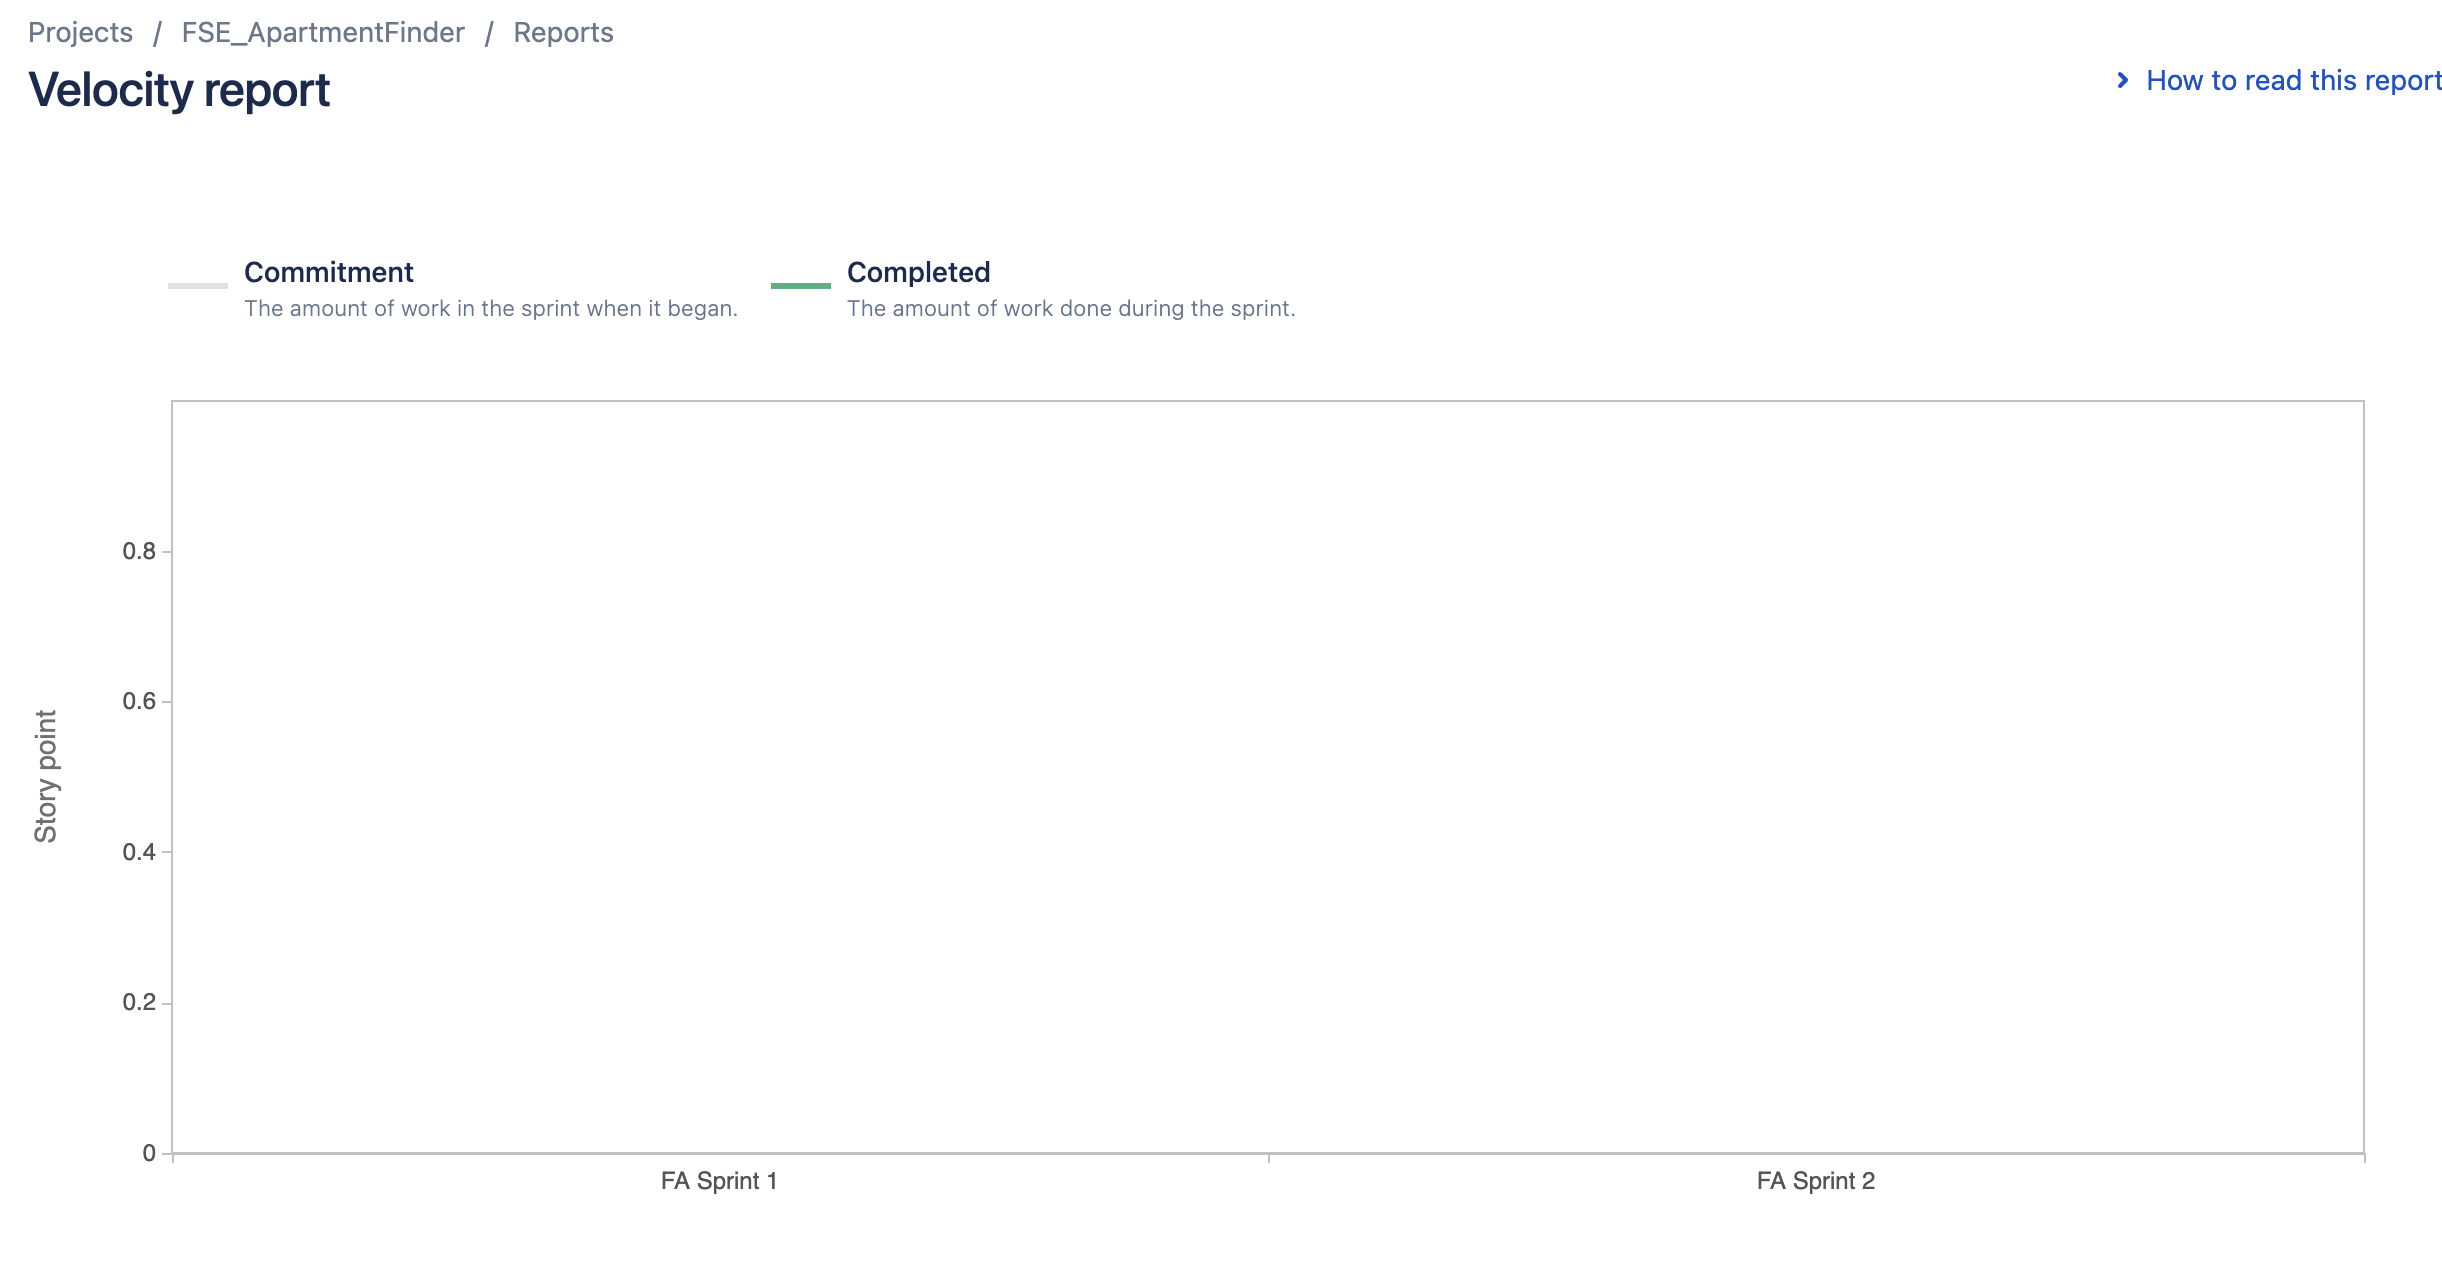 Projects / FSE_ApartmentFinder / Reports
Velocity report
How to read this report
Commitment
The amount of work in the sprint when it began.
Completed
The amount of work done during the sprint.
Story point
0.8
0.6
0.4
0.2
0
FA Sprint 1
FA Sprint 2